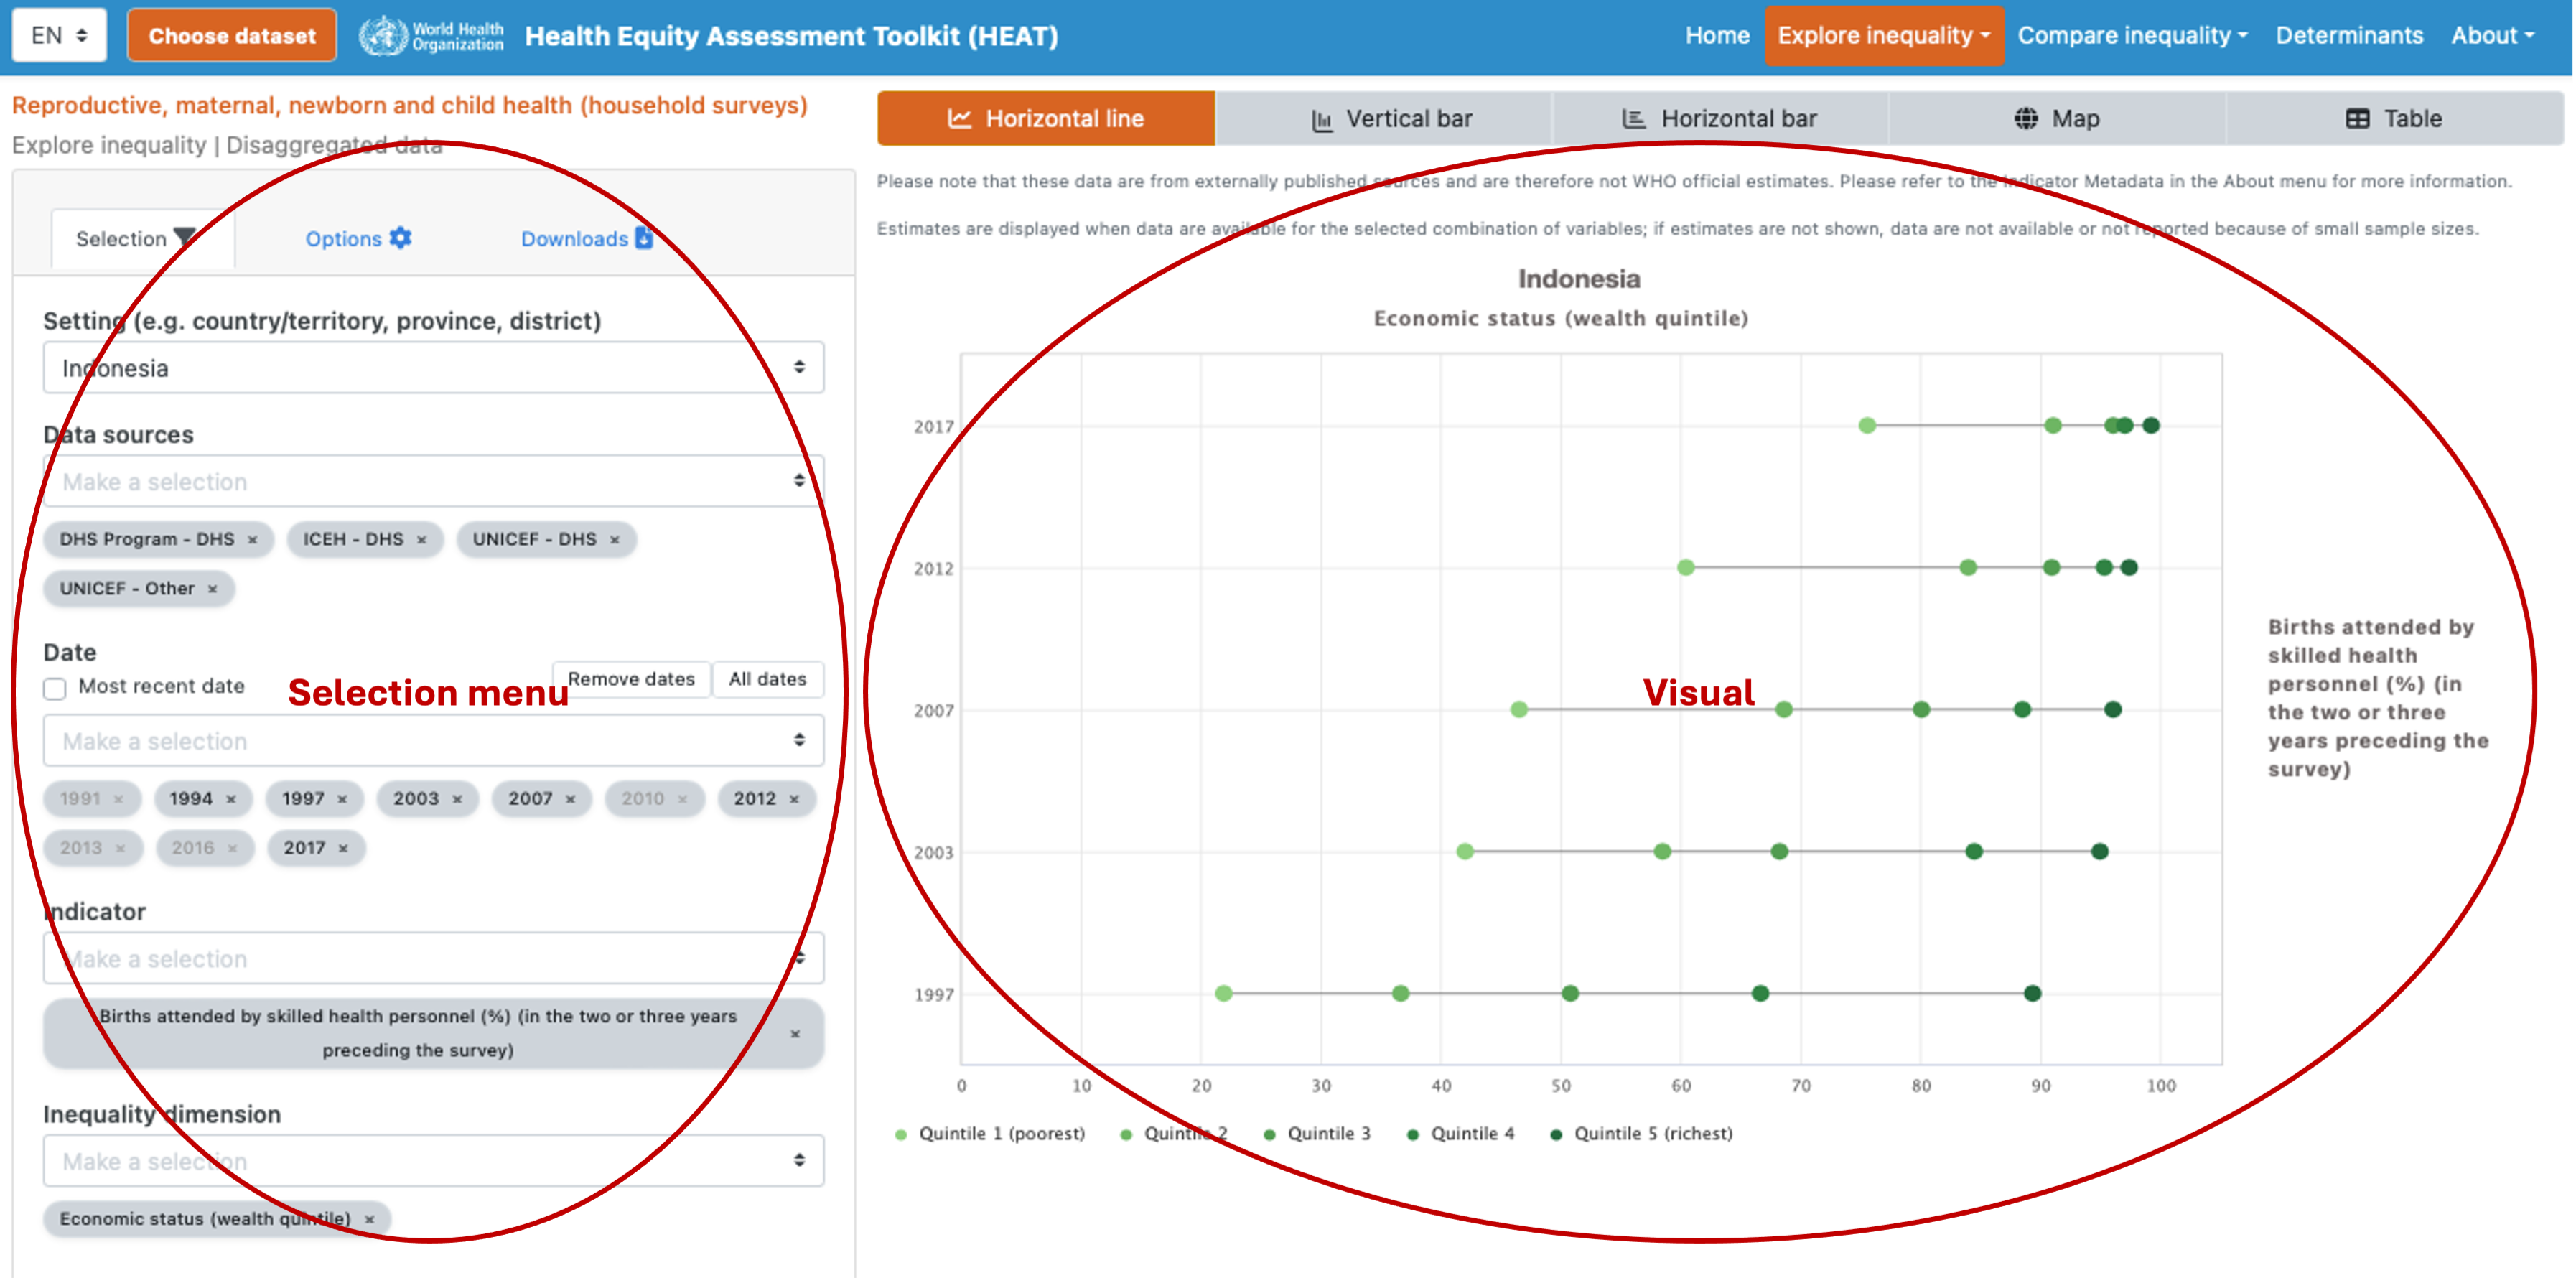 EN
Choose dataset
World Health
Organization
Health Equity Assessment Toolkit (HEAT)
Home
Explore inequality
Compare inequality
Determinants
About
Reproductive, maternal, newborn and child health (household surveys)
Explore inequality | Disaggregated data
Selection
Options
Downloads
Setting (e.g. country/territory, province, district)
Indonesia
Data sources
Make a selection
DHS Program - DHS ×
ICEH - DHS ×
UNICEF - DHS ×
UNICEF - Other ×
Date
Most recent date
Remove dates
All dates
Selection menu
Make a selection
1991 ×
1994 ×
1997 ×
2003 ×
2007 ×
2010 ×
2012 ×
2013 ×
2016 ×
2017 ×
Indicator
Make a selection
Births attended by skilled health personnel (%) (in the two or three years
preceding the survey)
×
Inequality dimension
Make a selection
Economic status (wealth quintile) ×
Horizontal line
Vertical bar
Horizontal bar
Map
Table
Please note that these data are from externally published sources and are therefore not WHO official estimates. Please refer to the Indicator Metadata in the About menu for more information.
Estimates are displayed when data are available for the selected combination of variables; if estimates are not shown, data are not available or not reported because of small sample sizes.
Indonesia
Economic status (wealth quintile)
2017
2012
2007
2003
1997
Visual
Births attended by
skilled health
personnel (%) (in
the two or three
years preceding the
survey)
0 10 20 30 40 50 60 70 80 90 100
Quintile 1 (poorest)
Quintile 2
Quintile 3
Quintile 4
Quintile 5 (richest)